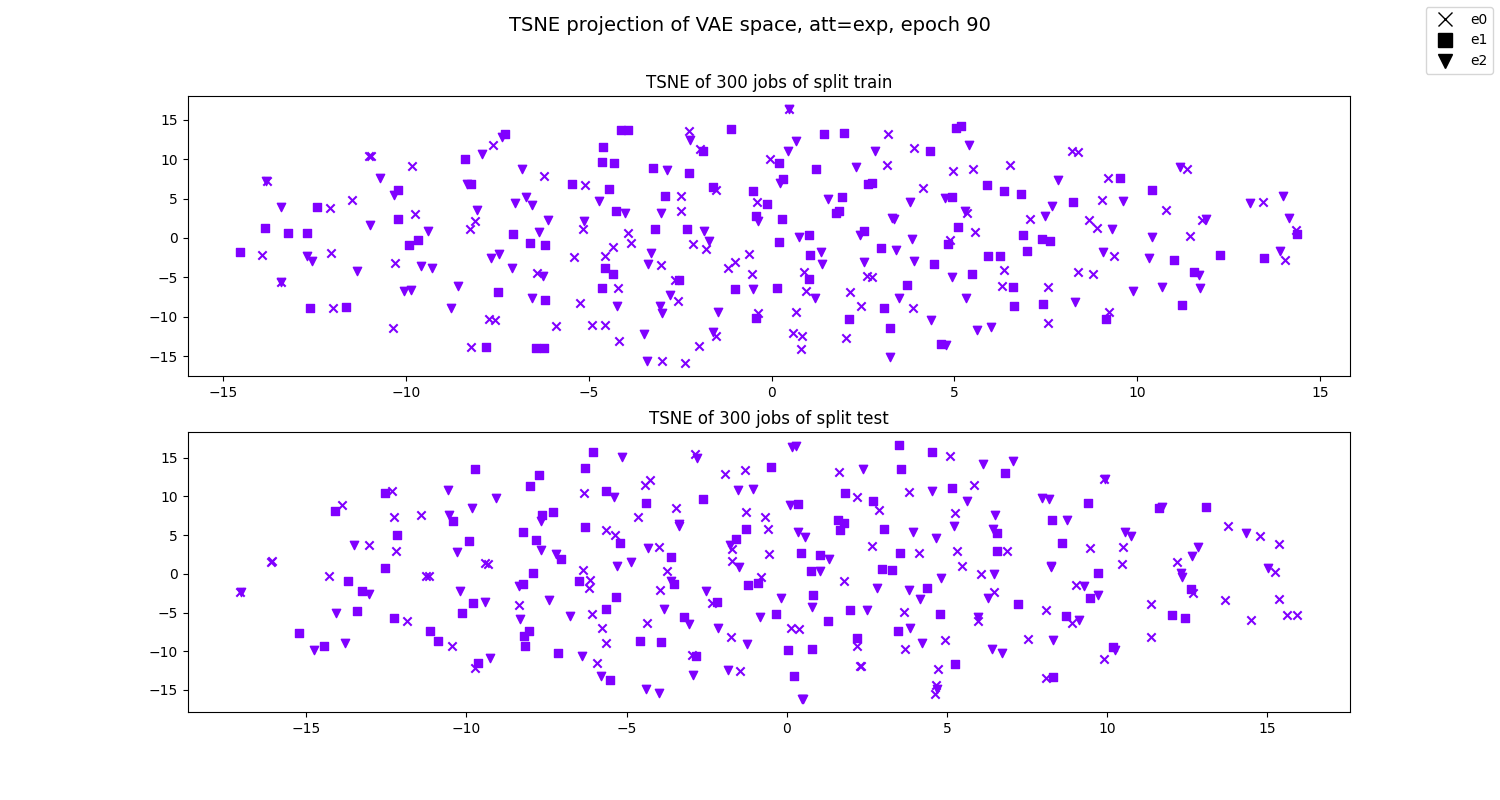 TSNE projection of VAE space, att=exp, epoch 90
e0
e1
e2
TSNE of 300 jobs of split train
15
10
5
0
−5
−10
−15
−15 −10 −5 0 5 10 15
TSNE of 300 jobs of split test
15
10
5
0
−5
−10
−15
−15 −10 −5 0 5 10 15